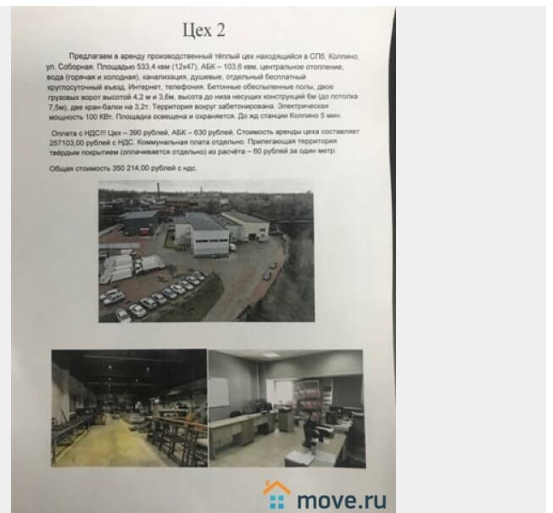 Цех 2
Предлагаем в аренду производственный тёплый цех находящийся в СПб, Колпино,
ул. Соборная. Площадью 533,4 квм (12х47), АБК – 103,6 квм, центральное отопление,
вода (горячая и холодная), канализация, душевые, отдельный бесплатный
круглосуточный въезд. Интернет, телефония. Бетонные обеспыленные полы, двое
грузовых ворот высотой 4,2 м и 3,6м, высота до низа несущих конструкций 6м (до потолка
7,5м), две кран-балки на 3,2т. Территория вокруг забетонирована. Электрическая
мощность 100 КВт. Площадка освещена и охраняется. До жд станции Колпино 5 мин.
Оплата с НДС!!! Цех – 390 рублей, АБК – 630 рублей. Стоимость аренды цеха составляет
257103,00 рублей с НДС. Коммунальная плата отдельно. Прилегающая территория
твёрдым покрытием (оплачивается отдельно) из расчёта – 60 рублей за один метр.
Общая стоимость 350 214,00 рублей с ндс.
move.ru